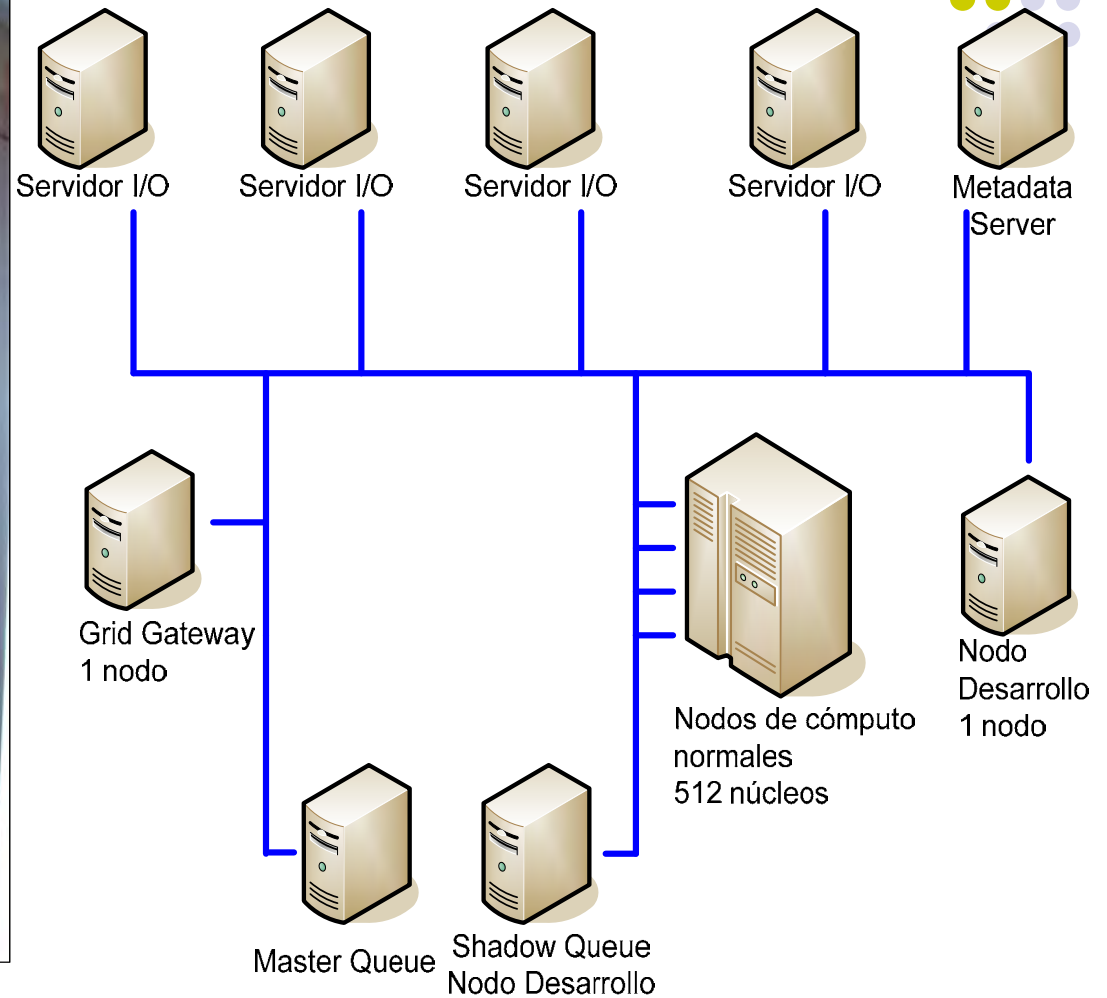 Servidor I/O
Servidor I/O
Servidor I/O
Servidor I/O
Metadata
Server
Grid Gateway
1 nodo
Nodos de cómputo
normales
512 núcleos
Nodo
Desarrollo
1 nodo
Master Queue
Shadow Queue
Nodo Desarrollo